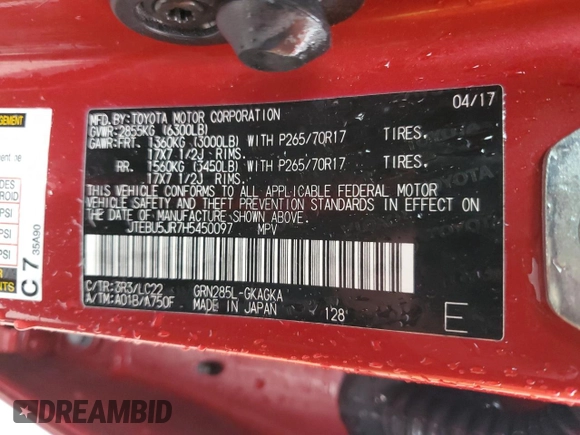 04/17
MFD. BY: TOYOTA MOTOR CORPORATION
GVWR: 2855KG (6300LB)
GAWR: FRT. 1360KG (3000LB) WITH P265/70R17 TIRES.
17X7 1/2J RIMS.
RR. 1560KG (3450LB) WITH P265/70R17 TIRES.
17X7 1/2J RIMS.
THIS VEHICLE CONFORMS TO ALL APPLICABLE FEDERAL MOTOR
VEHICLE SAFETY AND THEFT PREVENTION STANDARDS IN EFFECT ON
THE DATE OF MANUFACTURE SHOWN ABOVE.
JTEBU5JR7H5450097 MPV
C/TR: 3R3/LC22 GRN285L-GKAGKA
A/TM: A01B/A750F MADE IN JAPAN 128 E
C 7 35A90
PSI
PSI
DREAMBID